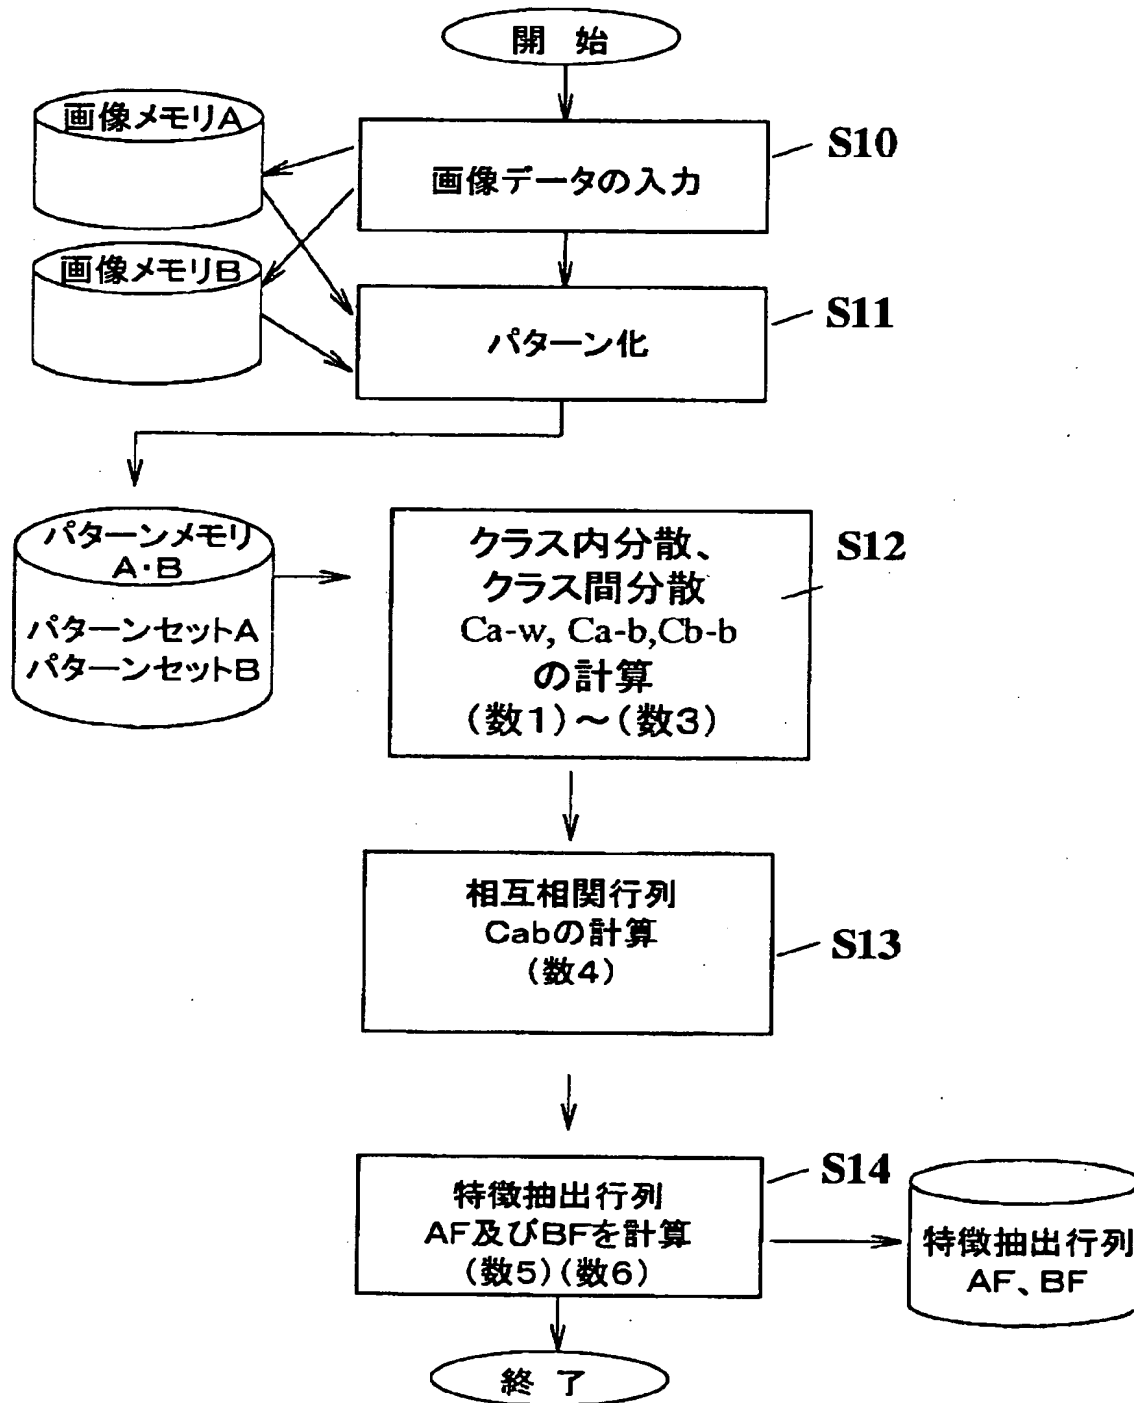 開 始
画像メモリA
画像データの入力
S10
画像メモリB
パターン化
S11
パターンメモリ
A・B
パターンセットA
パターンセットB
クラス内分散、
クラス間分散
Ca-w, Ca-b,Cb-b
の計算
(数1)～(数3)
S12
相互相関行列
Cabの計算
(数4)
S13
特徴抽出行列
AF及びBFを計算
(数5)(数6)
S14
特徴抽出行列
AF、BF
終 了